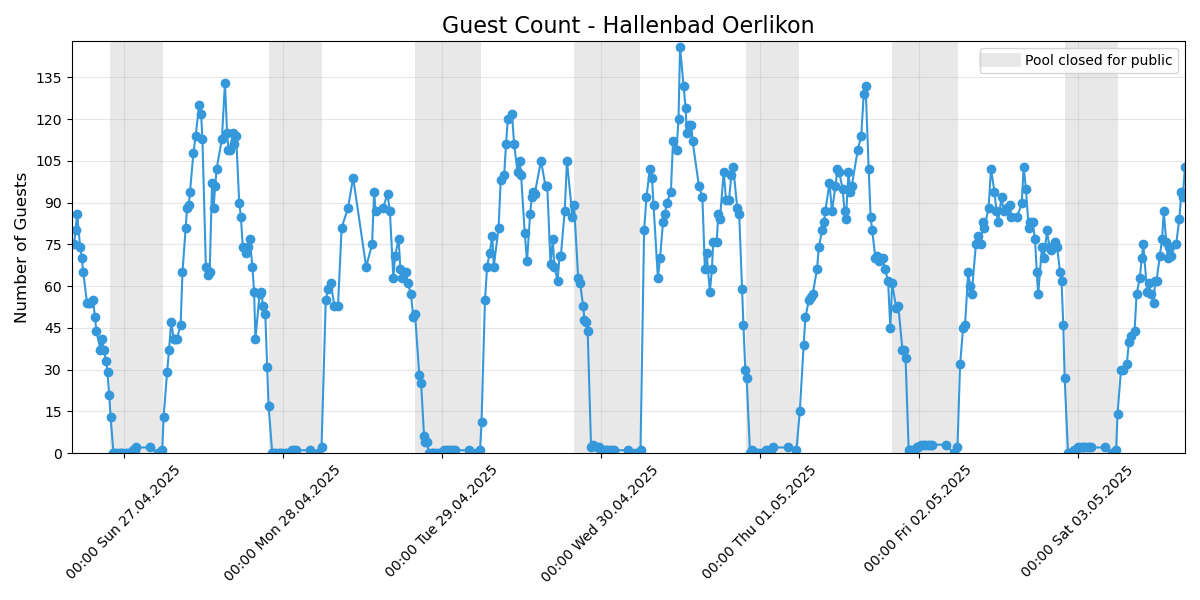 Guest Count - Hallenbad Oerlikon
Pool closed for public
Number of Guests
135
120
105
90
75
60
45
30
15
0
00:00 Sun 27.04.2025
00:00 Mon 28.04.2025
00:00 Tue 29.04.2025
00:00 Wed 30.04.2025
00:00 Thu 01.05.2025
00:00 Fri 02.05.2025
00:00 Sat 03.05.2025